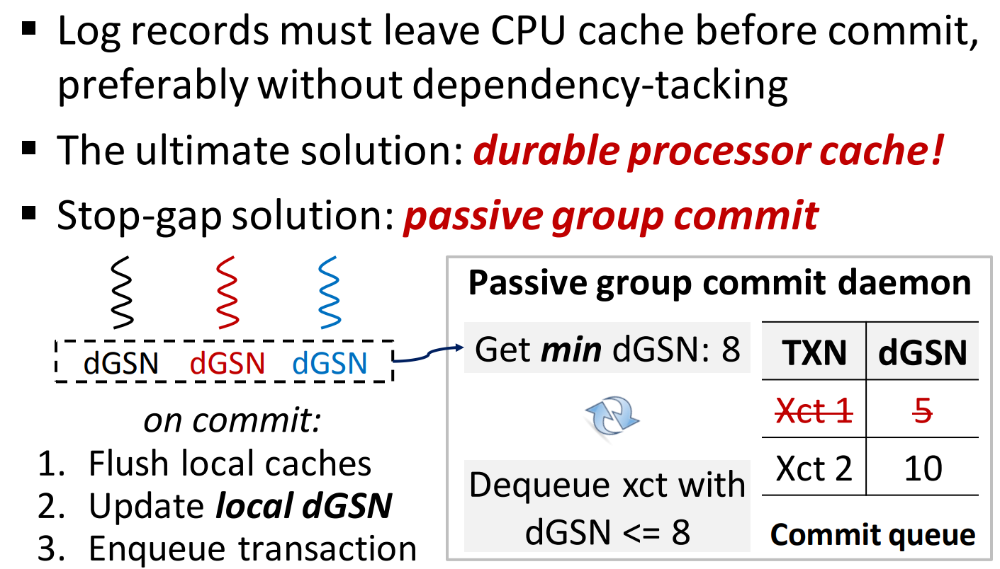 ▪ Log records must leave CPU cache before commit,
preferably without dependency-tacking
▪ The ultimate solution: durable processor cache!
▪ Stop-gap solution: passive group commit
dGSN dGSN dGSN
on commit:
1. Flush local caches
2. Update local dGSN
3. Enqueue transaction
Passive group commit daemon
Get min dGSN: 8
Dequeue xct with
dGSN <= 8
TXN dGSN
Xct 1 5
Xct 2 10
Commit queue